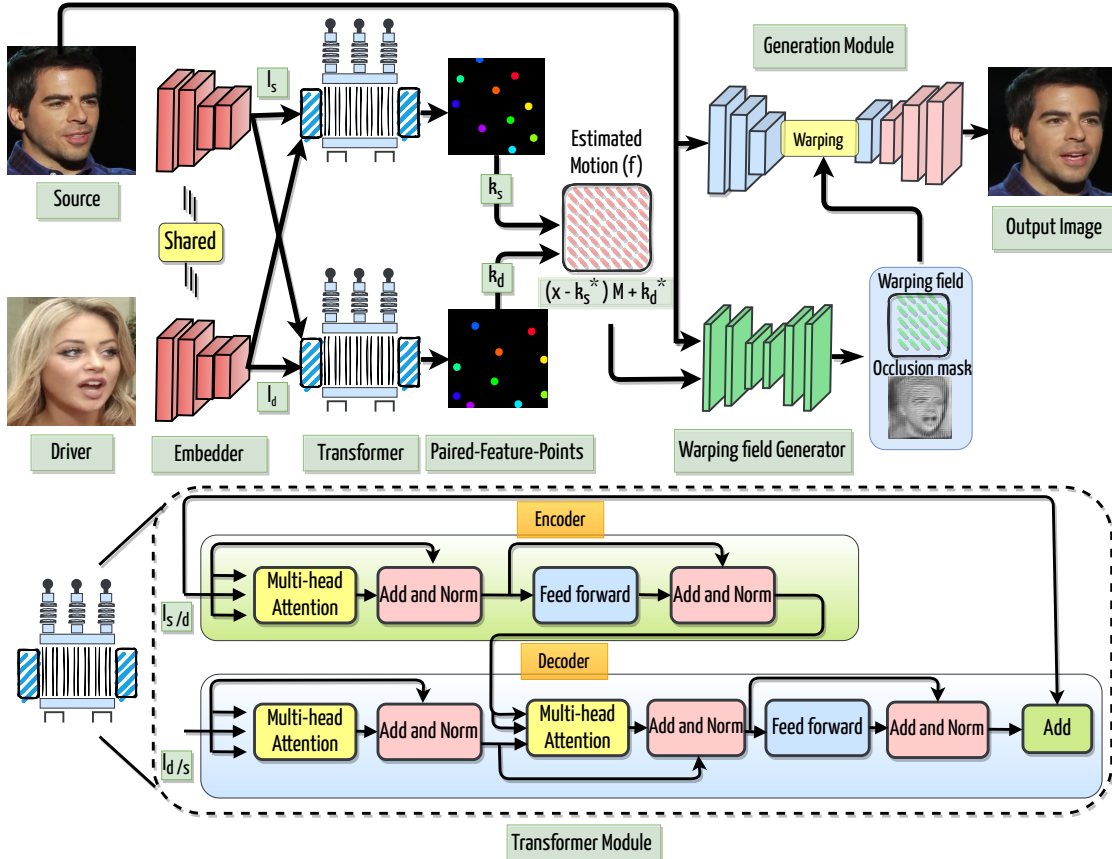 Generation Module
I_s
Source
Shared
Estimated
Motion (f)
k_s
k_d
(x - k_s^*) M + k_d^*
Warping
Output Image
Warping field
Occlusion mask
I_d
Driver
Embedder
Transformer
Paired-Feature-Points
Warping field Generator
Encoder
Multi-head
Attention
Add and Norm
Feed forward
Add and Norm
I_s/d
Decoder
Multi-head
Attention
Add and Norm
Multi-head
Attention
Add and Norm
Feed forward
Add and Norm
Add
I_d/s
Transformer Module